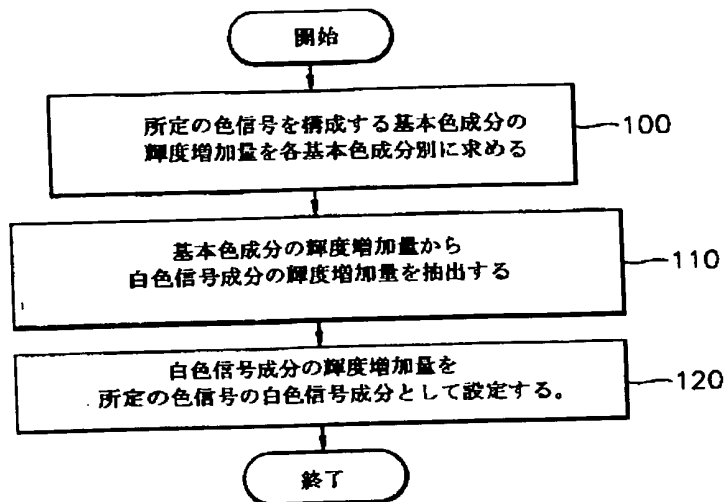 開始
所定の色信号を構成する基本色成分の
輝度増加量を各基本色成分別に求める
100
基本色成分の輝度増加量から
白色信号成分の輝度増加量を抽出する
110
白色信号成分の輝度増加量を
所定の色信号の白色信号成分として設定する。
120
終了